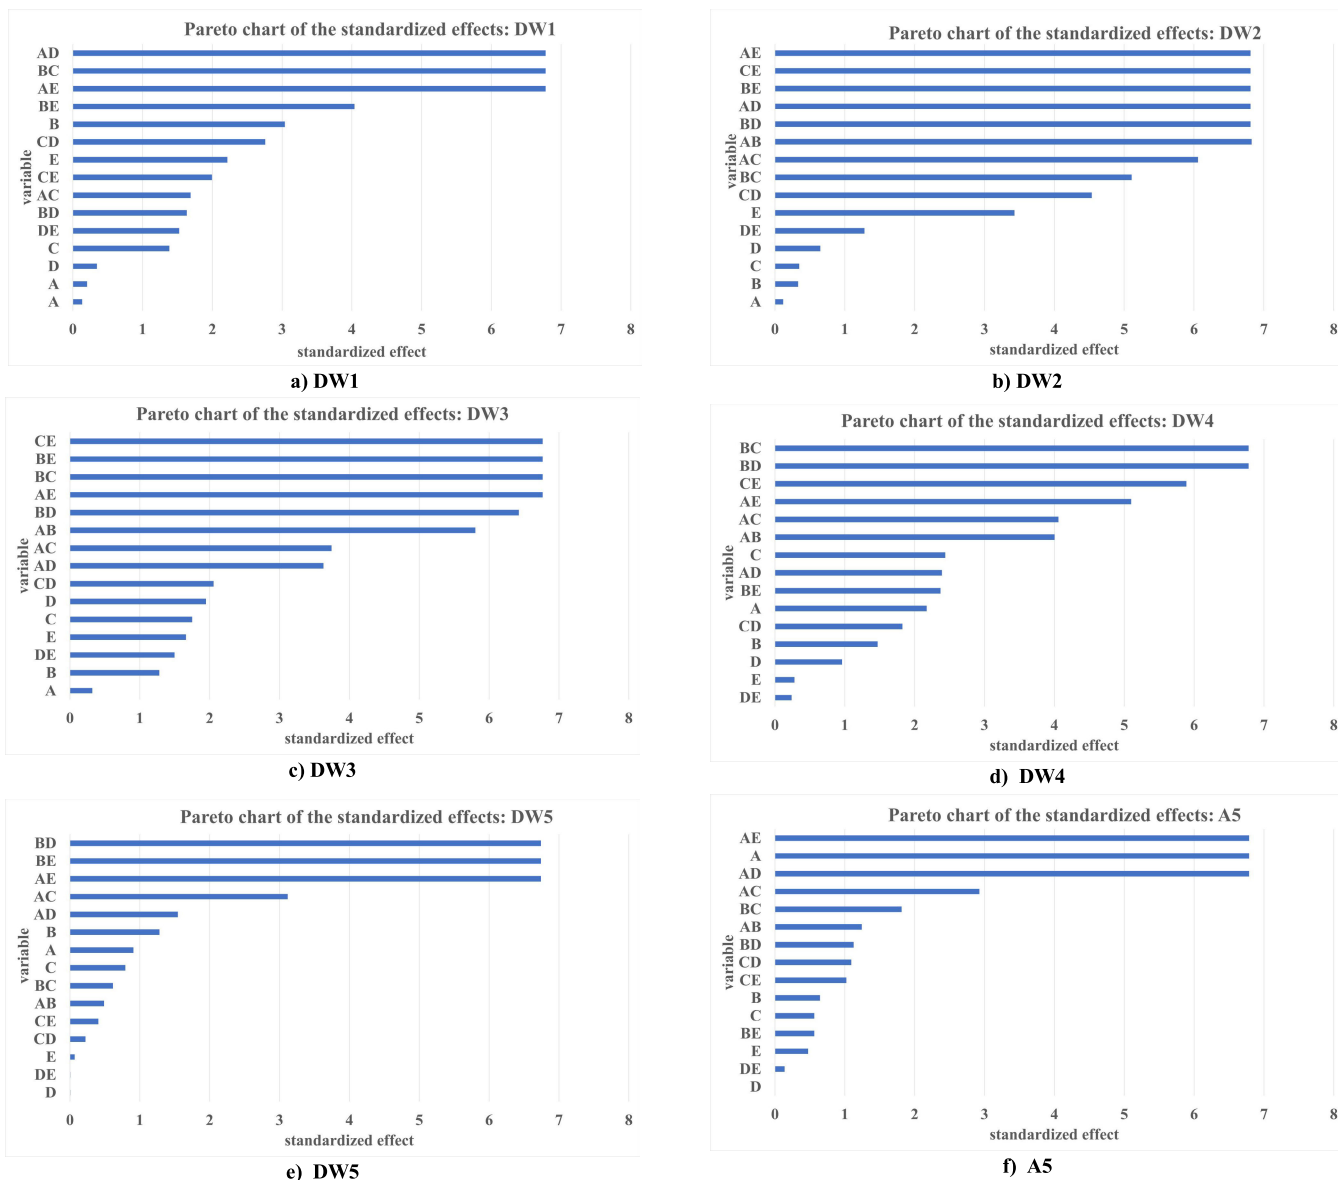 Pareto chart of the standardized effects: DW1
AD
BC
AE
BE
B
CD
E
CE
AC
BD
DE
C
D
A
A
variable
0 1 2 3 4 5 6 7 8
standardized effect
a) DW1
Pareto chart of the standardized effects: DW2
AE
CE
BE
AD
BD
AB
AC
BC
CD
E
DE
D
C
B
A
variable
0 1 2 3 4 5 6 7 8
standardized effect
b) DW2
Pareto chart of the standardized effects: DW3
CE
BE
BC
AE
BD
AB
AC
AD
CD
D
C
E
DE
B
A
variable
0 1 2 3 4 5 6 7 8
standardized effect
c) DW3
Pareto chart of the standardized effects: DW4
BC
BD
CE
AE
AC
AB
C
AD
BE
A
CD
B
D
E
DE
variable
0 1 2 3 4 5 6 7 8
standardized effect
d) DW4
Pareto chart of the standardized effects: DW5
BD
BE
AE
AC
AD
B
A
C
BC
AB
CE
CD
E
DE
D
variable
0 1 2 3 4 5 6 7 8
standardized effect
e) DW5
Pareto chart of the standardized effects: A5
AE
A
AD
AC
BC
AB
BD
CD
CE
B
C
BE
E
DE
D
variable
0 1 2 3 4 5 6 7 8
standardized effect
f) A5